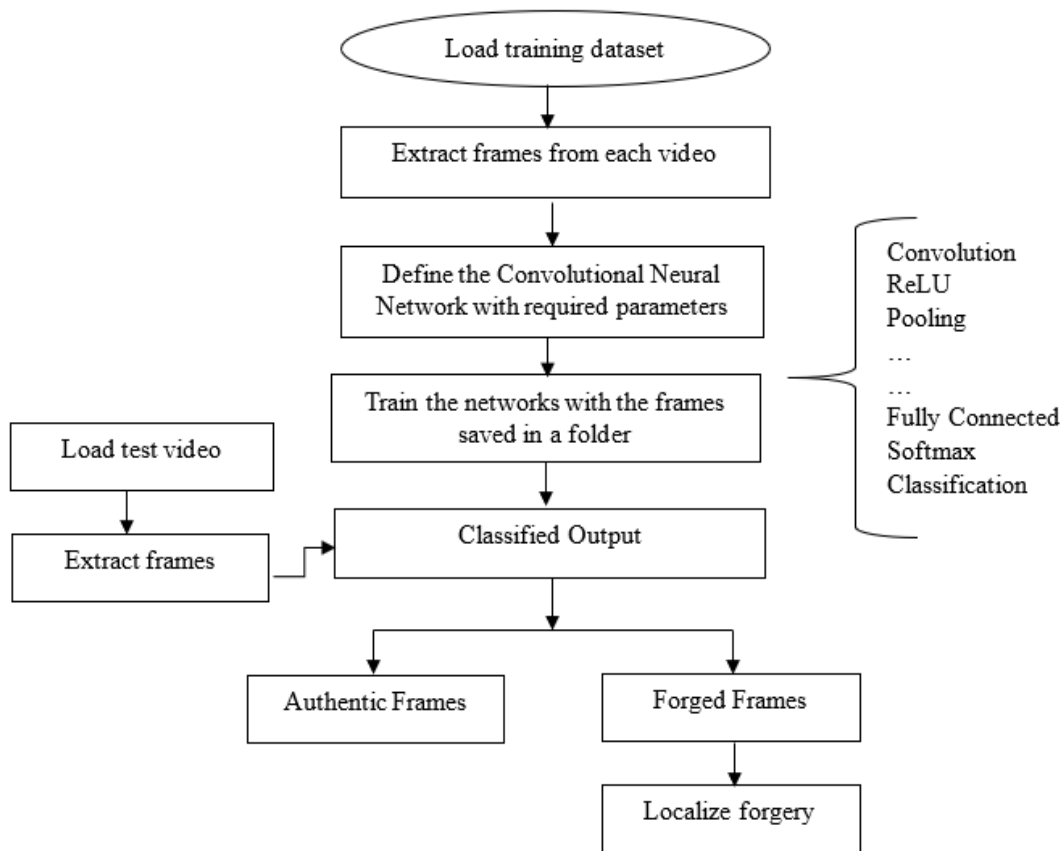 Load training dataset
Extract frames from each video
Define the Convolutional Neural
Network with required parameters
Train the networks with the frames
saved in a folder
Convolution
ReLU
Pooling
…
…
Fully Connected
Softmax
Classification
Load test video
Extract frames
Classified Output
Authentic Frames
Forged Frames
Localize forgery